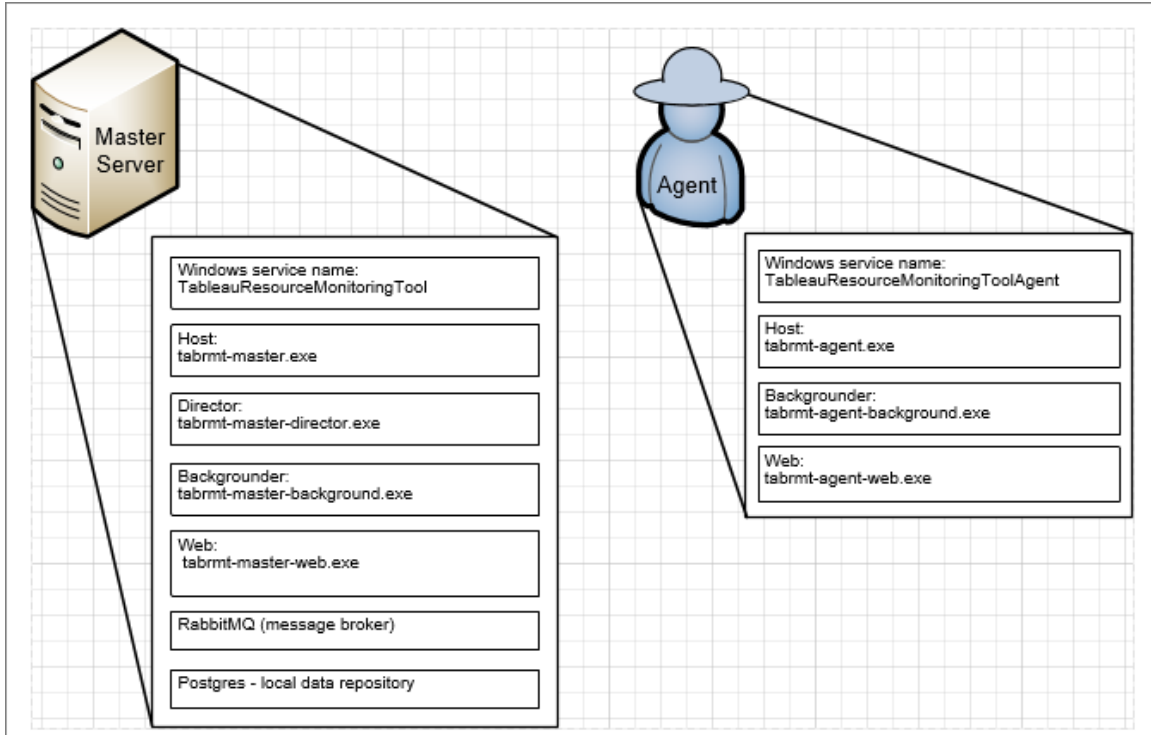 Master
Server
Windows service name:
TableauResourceMonitoringTool
Host:
tabrmt-master.exe
Director:
tabrmt-master-director.exe
Backgrounder:
tabrmt-master-background.exe
Web:
tabrmt-master-web.exe
RabbitMQ (message broker)
Postgres - local data repository
Agent
Windows service name:
TableauResourceMonitoringToolAgent
Host:
tabrmt-agent.exe
Backgrounder:
tabrmt-agent-background.exe
Web:
tabrmt-agent-web.exe